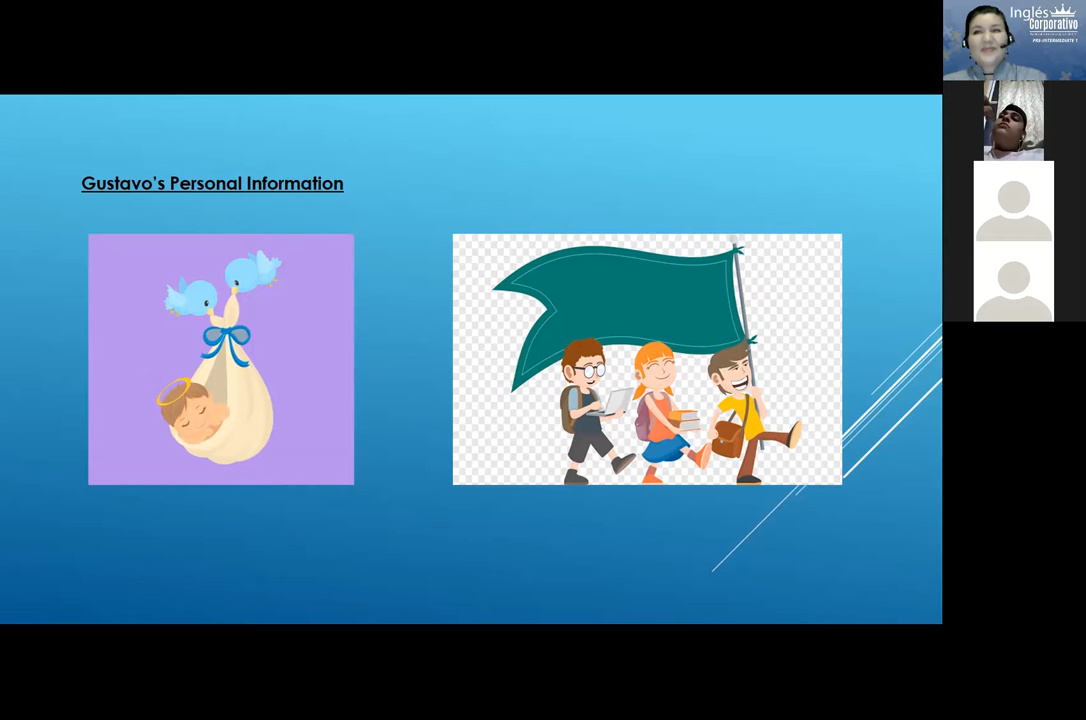 Gustavo's Personal Information
Inglés
Corporativo
PRE-INTERMEDIATE 1